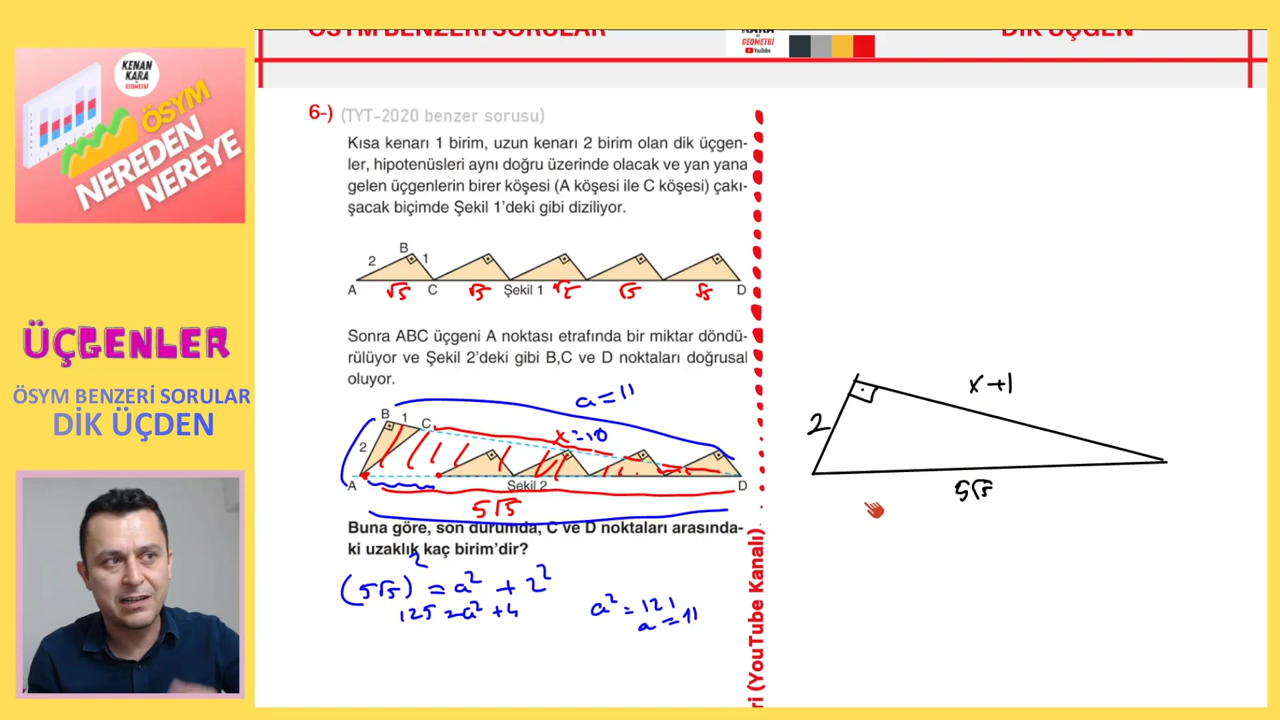 ÖSYM BENZERİ SORULAR
GEOMETRİ
YouTube
DİK ÜÇGEN
KENAN
KARA
ile
GEOMETRİ
ÖSYM
NEREDEN
NEREYE
ÜÇGENLER
ÖSYM BENZERİ SORULAR
DİK ÜÇDEN
6-) (TYT-2020 benzer sorusu)
Kısa kenarı 1 birim, uzun kenarı 2 birim olan dik üçgen-
ler, hipotenüsleri aynı doğru üzerinde olacak ve yan yana
gelen üçgenlerin birer köşesi (A köşesi ile C köşesi) çakı-
şacak biçimde Şekil 1'deki gibi diziliyor.
B
2 1
A √5 C √5 Şekil 1 √5 √5 √5 D
Sonra ABC üçgeni A noktası etrafında bir miktar döndü-
rülüyor ve Şekil 2'deki gibi B,C ve D noktaları doğrusal
oluyor.
a = 11
B 1 C
x = 10
2
A Şekil 2 D
5√5
Buna göre, son durumda, C ve D noktaları arasında-
ki uzaklık kaç birim'dir?
(5√5)² = a² + 2²
125 = a² + 4
a² = 121
a = 11
x + 1
2
5√5
ri (YouTube Kanalı)